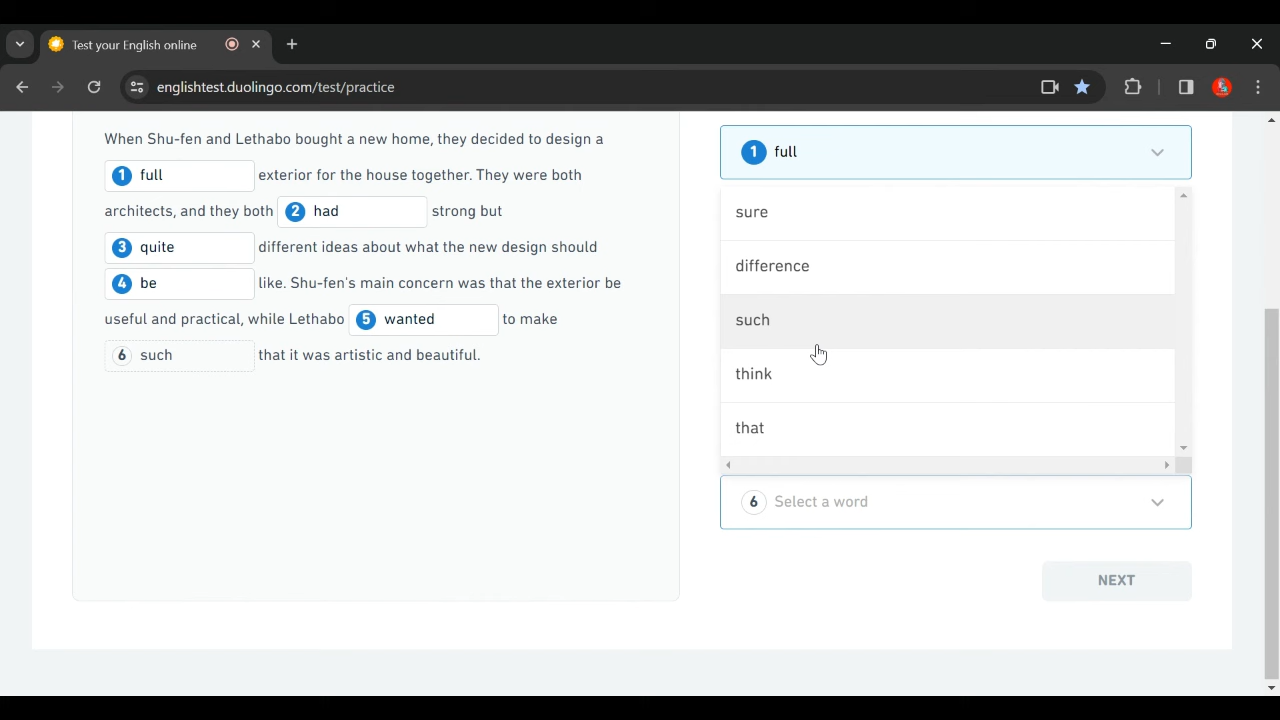 Test your English online
englishtest.duolingo.com/test/practice
When Shu-fen and Lethabo bought a new home, they decided to design a
1 full exterior for the house together. They were both
architects, and they both 2 had strong but
3 quite different ideas about what the new design should
4 be like. Shu-fen's main concern was that the exterior be
useful and practical, while Lethabo 5 wanted to make
6 such that it was artistic and beautiful.
1 full
sure
difference
such
think
that
6 Select a word
NEXT